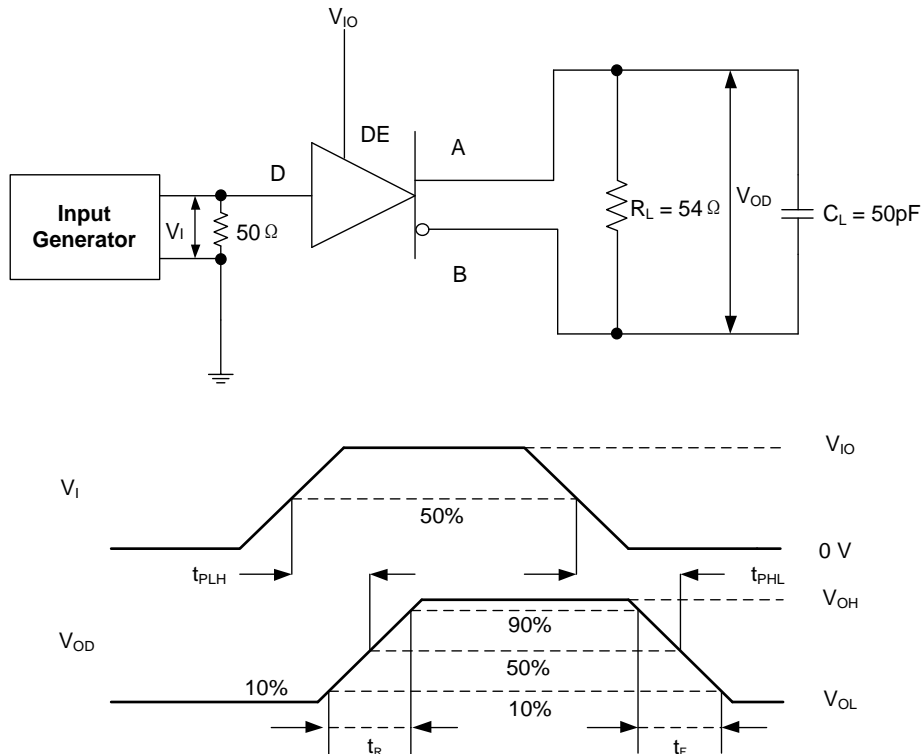 V_IO
DE
A
D
Input
Generator
V_I
50 Ω
R_L = 54 Ω
V_OD
C_L = 50pF
B
V_IO
V_I
50%
0 V
t_PLH
t_PHL
V_OH
90%
V_OD
50%
10%
10%
V_OL
t_R
t_F